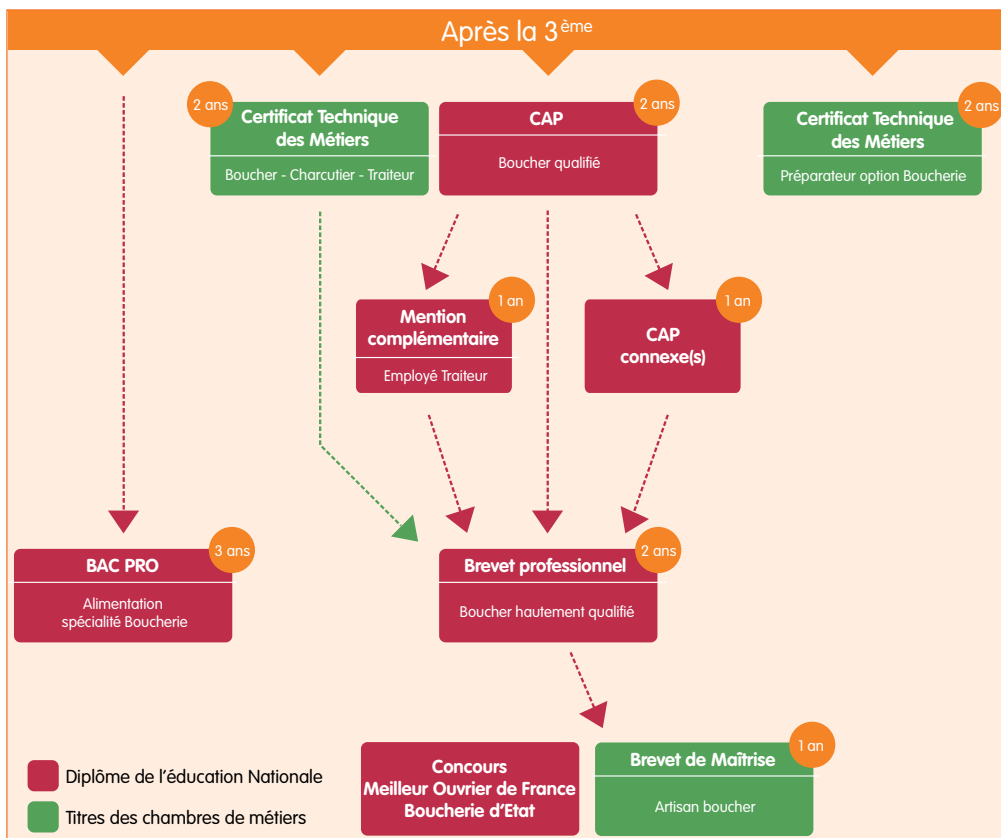 Après la 3ème
2 ans
Certificat Technique
des Métiers
Boucher - Charcutier - Traiteur
2 ans
CAP
Boucher qualifié
2 ans
Certificat Technique
des Métiers
Préparateur option Boucherie
1 an
Mention
complémentaire
Employé Traiteur
1 an
CAP
connexe(s)
3 ans
BAC PRO
Alimentation
spécialité Boucherie
2 ans
Brevet professionnel
Boucher hautement qualifié
Concours
Meilleur Ouvrier de France
Boucherie d'Etat
1 an
Brevet de Maîtrise
Artisan boucher
Diplôme de l'éducation Nationale
Titres des chambres de métiers